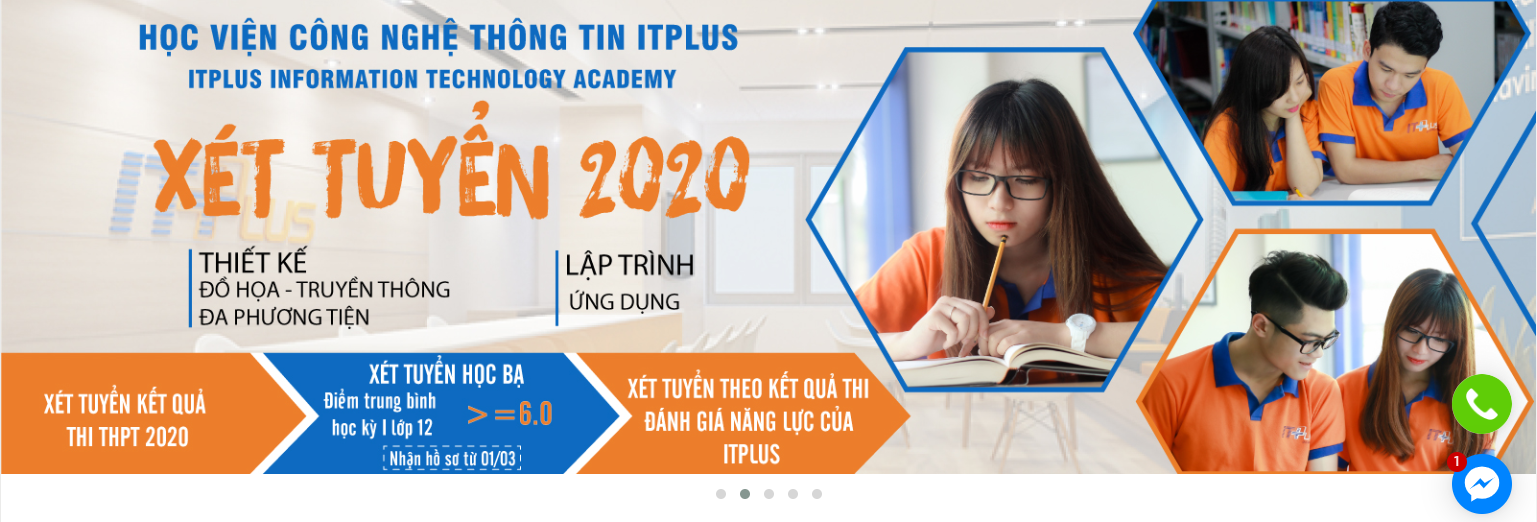 HỌC VIỆN CÔNG NGHỆ THÔNG TIN ITPLUS
ITPLUS INFORMATION TECHNOLOGY ACADEMY
XÉT TUYỂN 2020
ITPlus
THIẾT KẾ
ĐỒ HỌA - TRUYỀN THÔNG
ĐA PHƯƠNG TIỆN
LẬP TRÌNH
ỨNG DỤNG
XÉT TUYỂN KẾT QUẢ
THI THPT 2020
XÉT TUYỂN HỌC BẠ
Điểm trung bình
học kỳ I lớp 12
>=6.0
Nhận hồ sơ từ 01/03
XÉT TUYỂN THEO KẾT QUẢ THI
ĐÁNH GIÁ NĂNG LỰC CỦA
ITPLUS
1